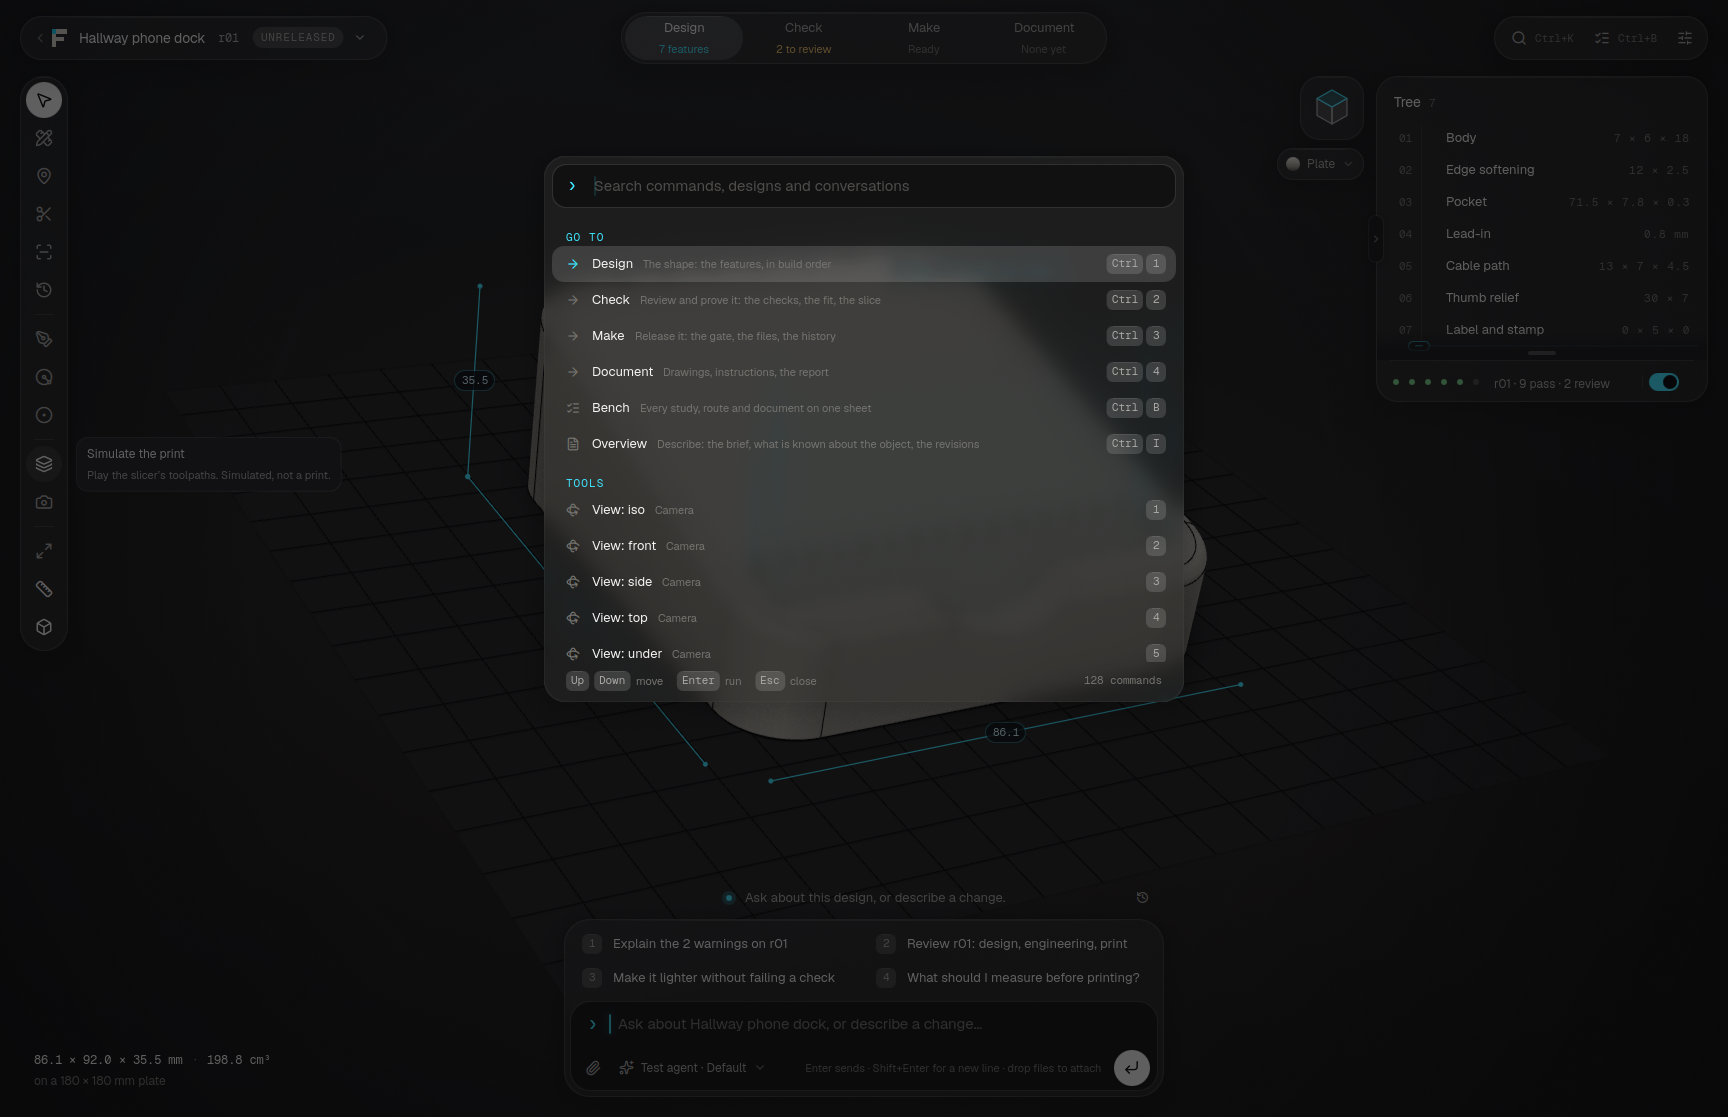 Hallway phone dock r01 UNRELEASED
Design
7 features
Check
2 to review
Make
Ready
Document
None yet
Ctrl+K
Ctrl+B
Plate
Tree 7
01 Body 7 × 6 × 18
02 Edge softening 12 × 2.5
03 Pocket 71.5 × 7.8 × 0.3
04 Lead-in 0.8 mm
05 Cable path 13 × 7 × 4.5
06 Thumb relief 30 × 7
07 Label and stamp 0 × 5 × 0
r01 · 9 pass · 2 review
Search commands, designs and conversations
GO TO
Design The shape: the features, in build order Ctrl 1
Check Review and prove it: the checks, the fit, the slice Ctrl 2
Make Release it: the gate, the files, the history Ctrl 3
Document Drawings, instructions, the report Ctrl 4
Bench Every study, route and document on one sheet Ctrl B
Overview Describe: the brief, what is known about the object, the revisions Ctrl I
TOOLS
View: iso Camera 1
View: front Camera 2
View: side Camera 3
View: top Camera 4
View: under Camera 5
Up Down move Enter run Esc close 128 commands
35.5
Simulate the print
Play the slicer's toolpaths. Simulated, not a print.
86.1
Ask about this design, or describe a change.
1 Explain the 2 warnings on r01
2 Review r01: design, engineering, print
3 Make it lighter without failing a check
4 What should I measure before printing?
Ask about Hallway phone dock, or describe a change…
Test agent · Default
Enter sends · Shift+Enter for a new line · drop files to attach
86.1 × 92.0 × 35.5 mm · 198.8 cm³
on a 180 × 180 mm plate